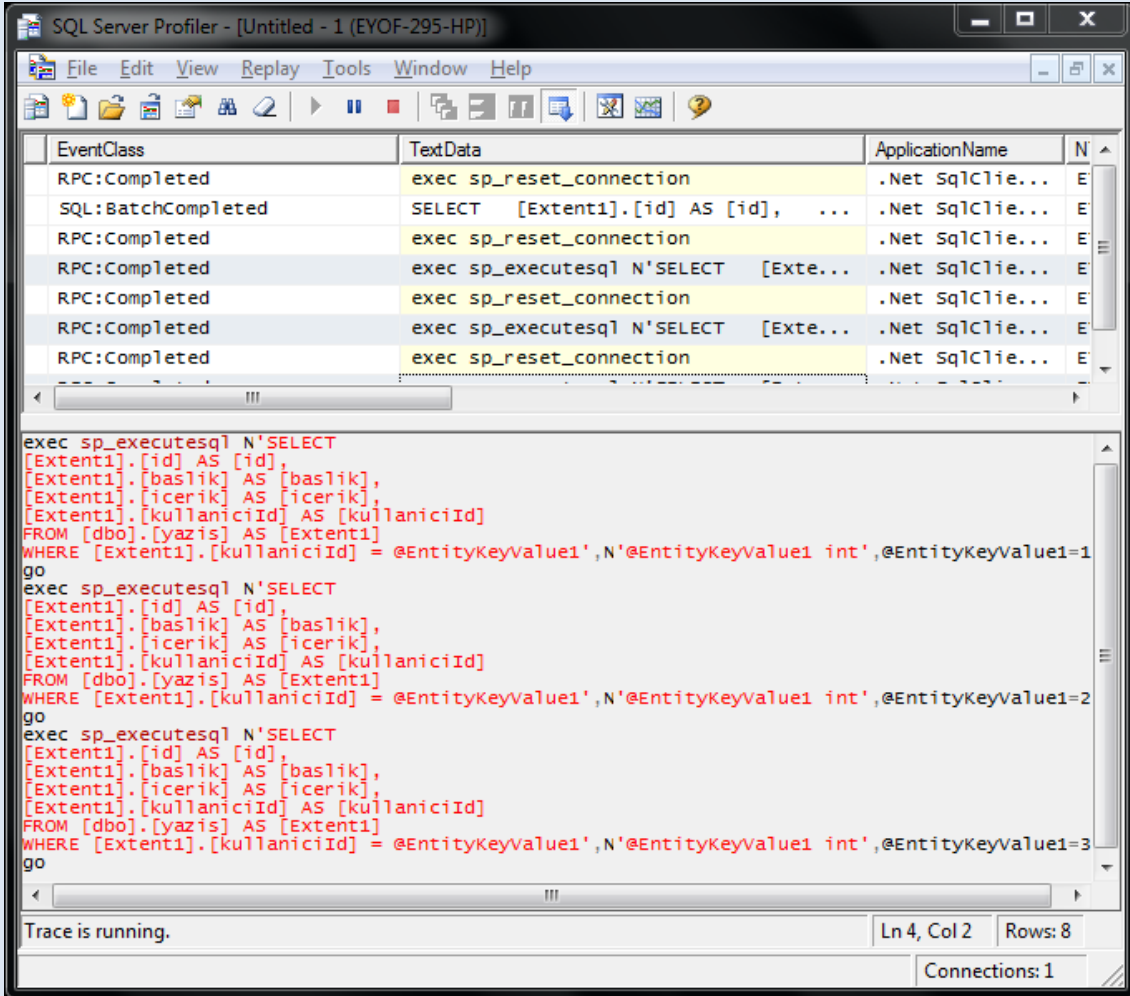 SQL Server Profiler - [Untitled - 1 (EYOF-295-HP)]
File Edit View Replay Tools Window Help
EventClass TextData ApplicationName
RPC:Completed exec sp_reset_connection .Net SqlClie...
SQL:BatchCompleted SELECT [Extent1].[id] AS [id], ... .Net SqlClie...
RPC:Completed exec sp_reset_connection .Net SqlClie...
RPC:Completed exec sp_executesql N'SELECT [Exte... .Net SqlClie...
RPC:Completed exec sp_reset_connection .Net SqlClie...
RPC:Completed exec sp_executesql N'SELECT [Exte... .Net SqlClie...
RPC:Completed exec sp_reset_connection .Net SqlClie...
exec sp_executesql N'SELECT
[Extent1].[id] AS [id],
[Extent1].[baslik] AS [baslik],
[Extent1].[icerik] AS [icerik],
[Extent1].[kullaniciId] AS [kullaniciId]
FROM [dbo].[yazis] AS [Extent1]
WHERE [Extent1].[kullaniciId] = @EntityKeyValue1',N'@EntityKeyValue1 int',@EntityKeyValue1=1
go
exec sp_executesql N'SELECT
[Extent1].[id] AS [id],
[Extent1].[baslik] AS [baslik],
[Extent1].[icerik] AS [icerik],
[Extent1].[kullaniciId] AS [kullaniciId]
FROM [dbo].[yazis] AS [Extent1]
WHERE [Extent1].[kullaniciId] = @EntityKeyValue1',N'@EntityKeyValue1 int',@EntityKeyValue1=2
go
exec sp_executesql N'SELECT
[Extent1].[id] AS [id],
[Extent1].[baslik] AS [baslik],
[Extent1].[icerik] AS [icerik],
[Extent1].[kullaniciId] AS [kullaniciId]
FROM [dbo].[yazis] AS [Extent1]
WHERE [Extent1].[kullaniciId] = @EntityKeyValue1',N'@EntityKeyValue1 int',@EntityKeyValue1=3
go
Trace is running. Ln 4, Col 2 Rows: 8
Connections: 1